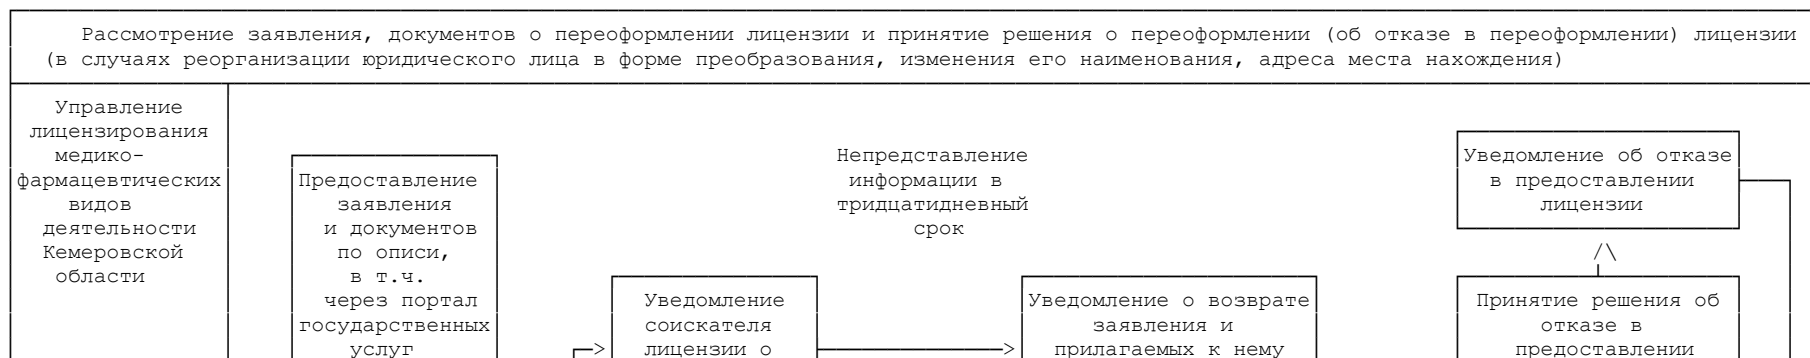 Рассмотрение заявления, документов о переоформлении лицензии и принятие решения о переоформлении (об отказе в переоформлении) лицензии
(в случаях реорганизации юридического лица в форме преобразования, изменения его наименования, адреса места нахождения)
Управление
лицензирования
медико-
фармацевтических
видов
деятельности
Кемеровской
области
Предоставление
заявления
и документов
по описи,
в т.ч.
через портал
государственных
услуг
Уведомление
соискателя
лицензии о
Непредставление
информации в
тридцатидневный
срок
Уведомление о возврате
заявления и
прилагаемых к нему
Уведомление об отказе
в предоставлении
лицензии
Принятие решения об
отказе в
предоставлении